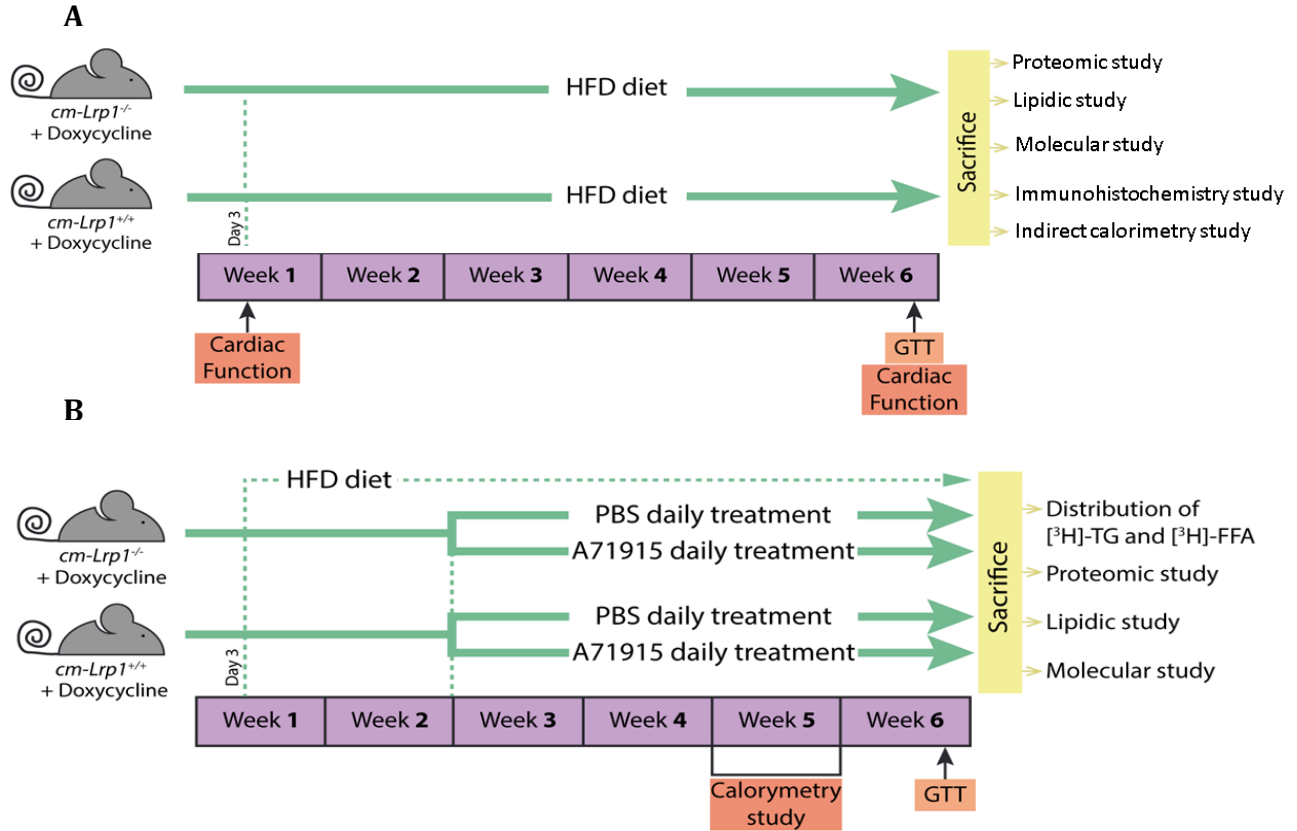 A
cm-Lrp1⁻/⁻
+ Doxycycline
HFD diet
cm-Lrp1⁺/⁺
+ Doxycycline
HFD diet
Day 3
Sacrifice
Proteomic study
Lipidic study
Molecular study
Immunohistochemistry study
Indirect calorimetry study
Week 1
Week 2
Week 3
Week 4
Week 5
Week 6
Cardiac
Function
GTT
Cardiac
Function
B
HFD diet
cm-Lrp1⁻/⁻
+ Doxycycline
PBS daily treatment
A71915 daily treatment
cm-Lrp1⁺/⁺
+ Doxycycline
PBS daily treatment
A71915 daily treatment
Day 3
Sacrifice
Distribution of
[³H]-TG and [³H]-FFA
Proteomic study
Lipidic study
Molecular study
Week 1
Week 2
Week 3
Week 4
Week 5
Week 6
Calorymetry
study
GTT